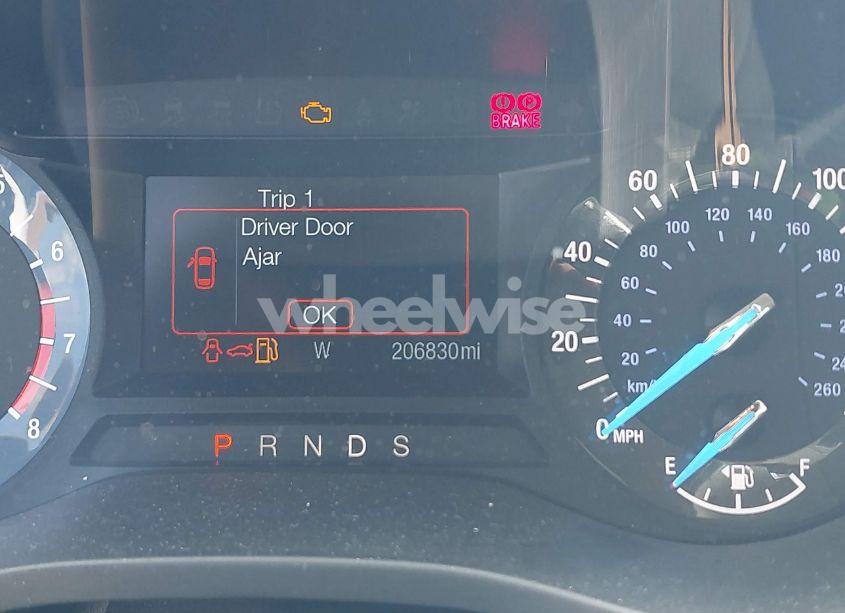 BRAKE
Trip 1
Driver Door
Ajar
OK
wheelwise
W 206830mi
P R N D S
6
7
8
0 20 40 60 80 100
MPH
20 40 60 80 100 120 140 160 180
240
260
E F